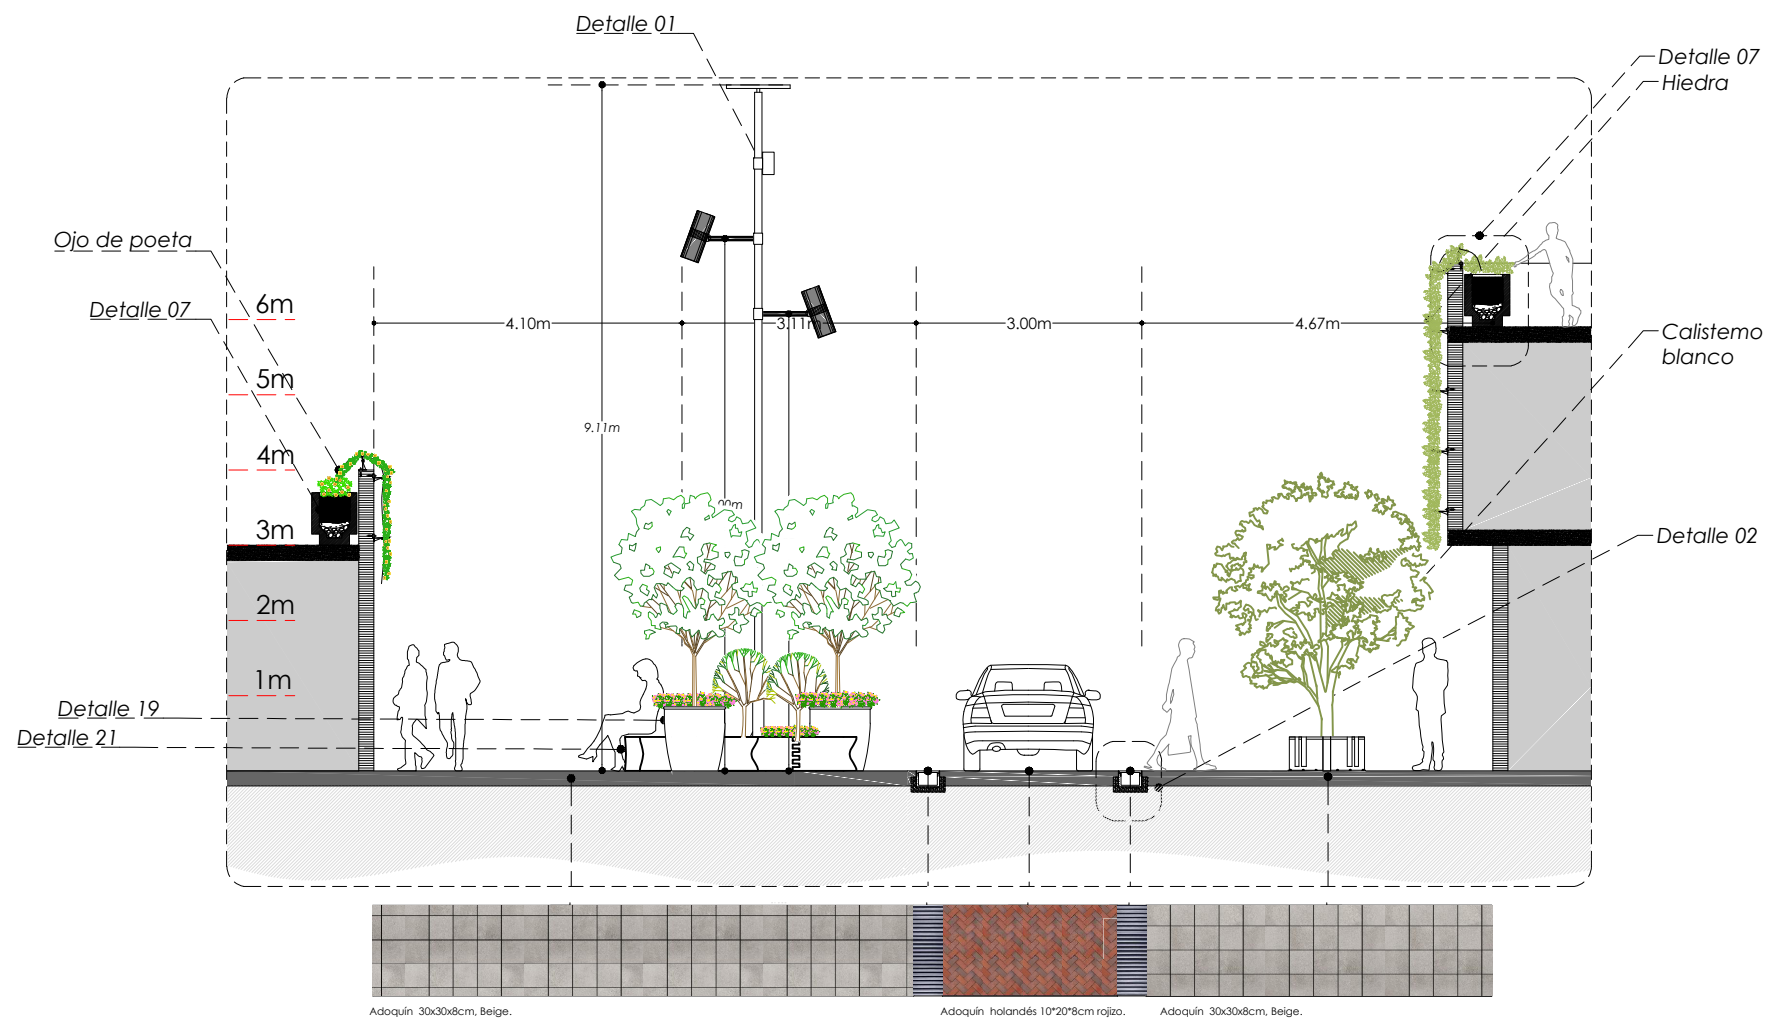 Detalle 01
Detalle 07
Hiedra
Ojo de poeta
Detalle 07
6m
4.10m
3.11m
3.00m
4.67m
Calistemo
blanco
5m
9.11m
4m
3m
Detalle 02
2m
1m
Detalle 19
Detalle 21
Adoquín 30x30x8cm, Beige.
Adoquín holandés 10*20*8cm rojizo.
Adoquín 30x30x8cm, Beige.